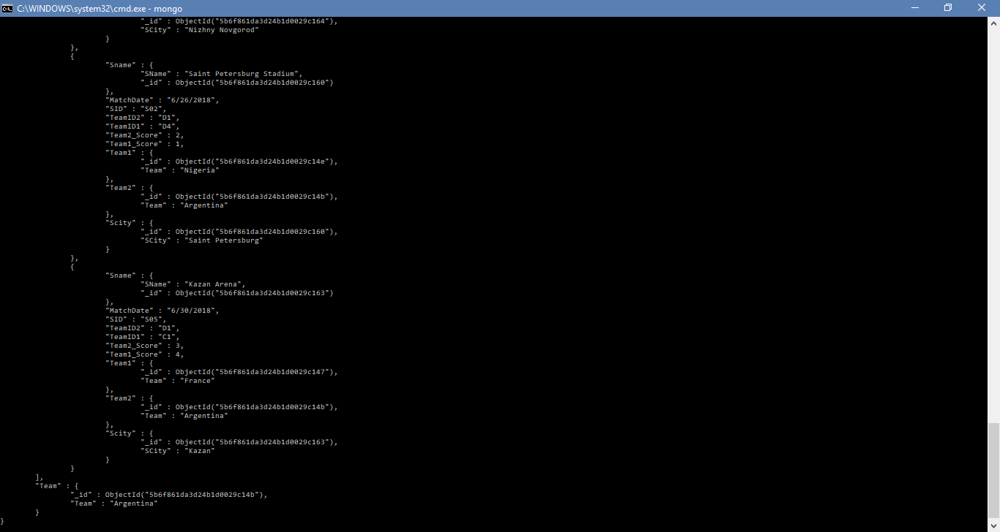 C:\WINDOWS\system32\cmd.exe - mongo
"_id" : ObjectId("5b6f861da3d24b1d0029c164"),
"SCity" : "Nizhny Novgorod"
}
},
{
"Sname" : {
"SName" : "Saint Petersburg Stadium",
"_id" : ObjectId("5b6f861da3d24b1d0029c160")
},
"MatchDate" : "6/26/2018",
"SID" : "S02",
"TeamID2" : "D1",
"TeamID1" : "D4",
"Team2_Score" : 2,
"Team1_Score" : 1,
"Team1" : {
"_id" : ObjectId("5b6f861da3d24b1d0029c14e"),
"Team" : "Nigeria"
},
"Team2" : {
"_id" : ObjectId("5b6f861da3d24b1d0029c14b"),
"Team" : "Argentina"
},
"Scity" : {
"_id" : ObjectId("5b6f861da3d24b1d0029c160"),
"SCity" : "Saint Petersburg"
}
},
{
"Sname" : {
"SName" : "Kazan Arena",
"_id" : ObjectId("5b6f861da3d24b1d0029c163")
},
"MatchDate" : "6/30/2018",
"SID" : "S05",
"TeamID2" : "D1",
"TeamID1" : "C1",
"Team2_Score" : 3,
"Team1_Score" : 4,
"Team1" : {
"_id" : ObjectId("5b6f861da3d24b1d0029c147"),
"Team" : "France"
},
"Team2" : {
"_id" : ObjectId("5b6f861da3d24b1d0029c14b"),
"Team" : "Argentina"
},
"Scity" : {
"_id" : ObjectId("5b6f861da3d24b1d0029c163"),
"SCity" : "Kazan"
}
}
],
"Team" : {
"_id" : ObjectId("5b6f861da3d24b1d0029c14b"),
"Team" : "Argentina"
}
}